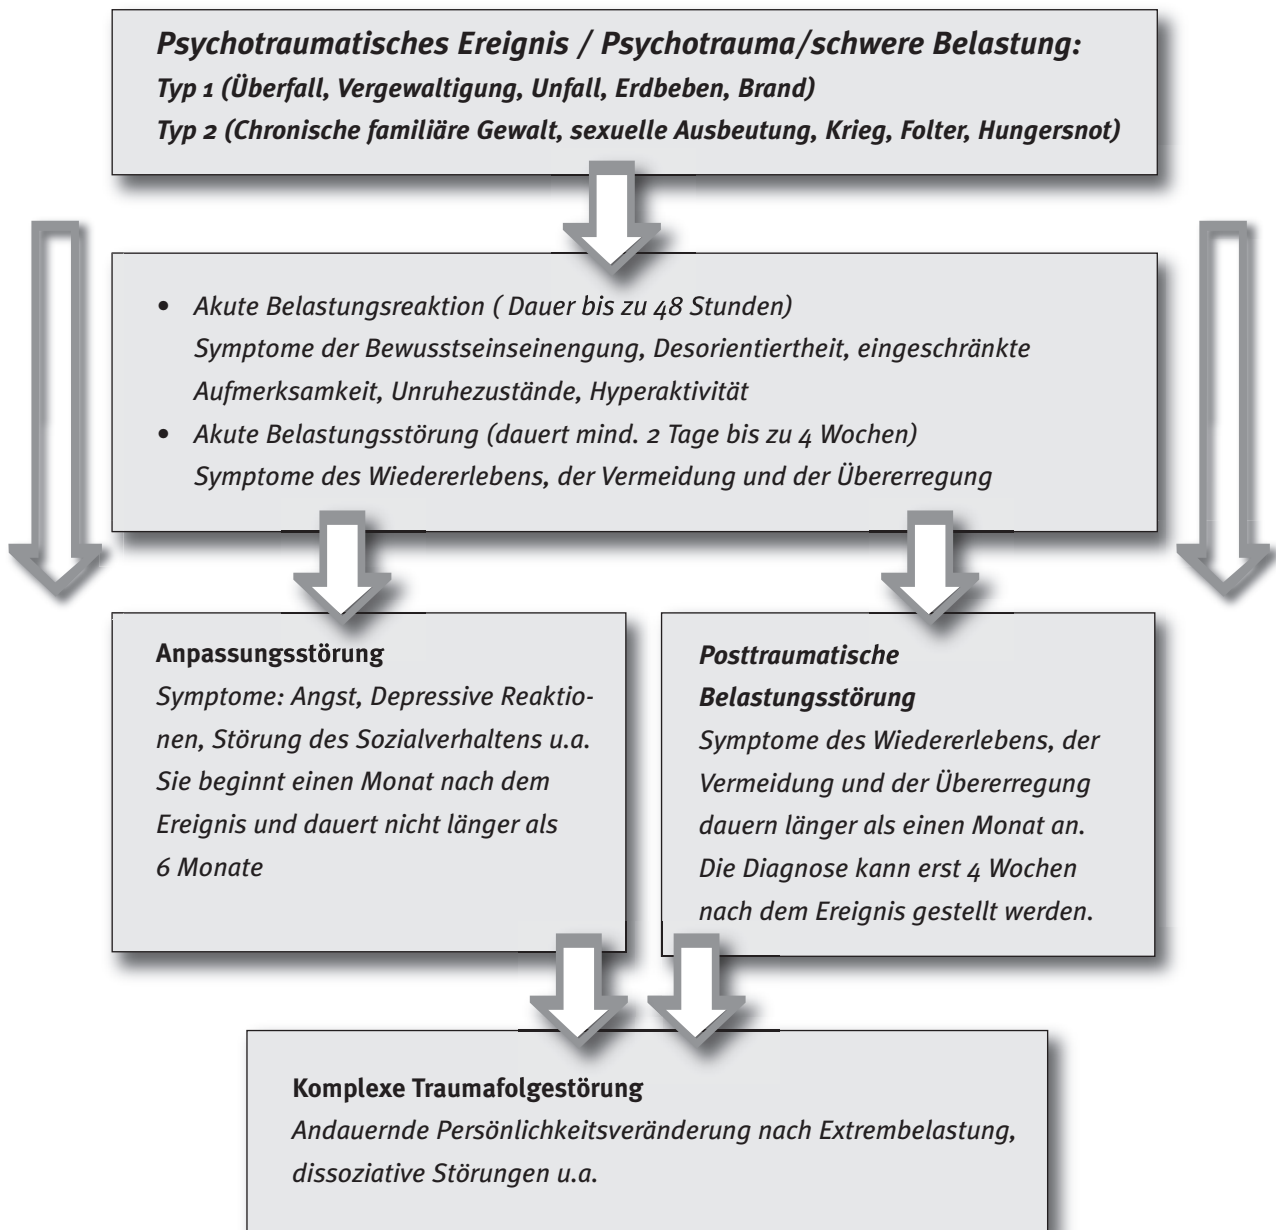 Psychotraumatisches Ereignis / Psychotrauma/schwere Belastung:
Typ 1 (Überfall, Vergewaltigung, Unfall, Erdbeben, Brand)
Typ 2 (Chronische familiäre Gewalt, sexuelle Ausbeutung, Krieg, Folter, Hungersnot)
• Akute Belastungsreaktion ( Dauer bis zu 48 Stunden)
Symptome der Bewusstseinseinengung, Desorientiertheit, eingeschränkte
Aufmerksamkeit, Unruhezustände, Hyperaktivität
• Akute Belastungsstörung (dauert mind. 2 Tage bis zu 4 Wochen)
Symptome des Wiedererlebens, der Vermeidung und der Übererregung
Anpassungsstörung
Symptome: Angst, Depressive Reaktio-
nen, Störung des Sozialverhaltens u.a.
Sie beginnt einen Monat nach dem
Ereignis und dauert nicht länger als
6 Monate
Posttraumatische
Belastungsstörung
Symptome des Wiedererlebens, der
Vermeidung und der Übererregung
dauern länger als einen Monat an.
Die Diagnose kann erst 4 Wochen
nach dem Ereignis gestellt werden.
Komplexe Traumafolgestörung
Andauernde Persönlichkeitsveränderung nach Extrembelastung,
dissoziative Störungen u.a.